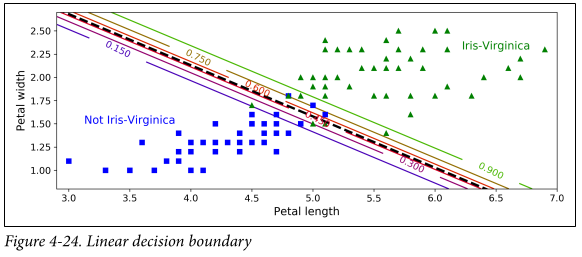 2.50
2.25
2.00
1.75
1.50
1.25
1.00
Petal width
0.150
0.750
0.600
0.300
0.900
Iris-Virginica
Not Iris-Virginica
3.0 3.5 4.0 4.5 5.0 5.5 6.0 6.5 7.0
Petal length
Figure 4-24. Linear decision boundary